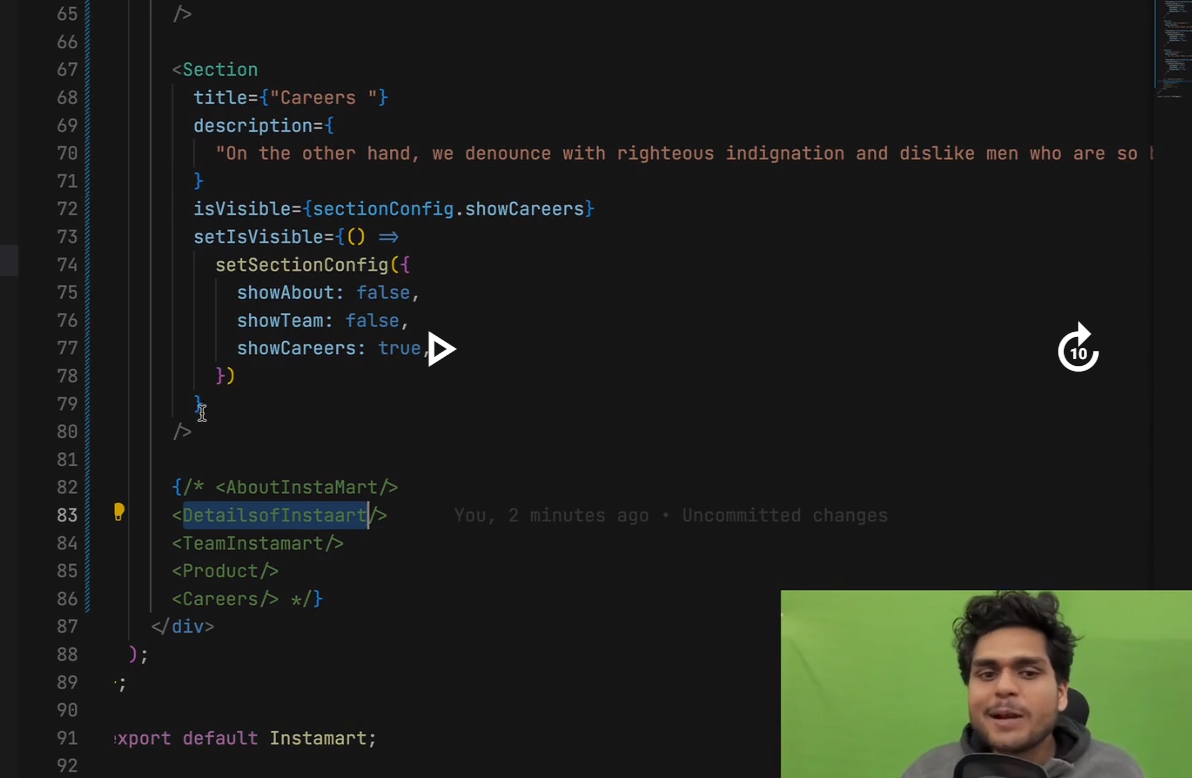 65 />
66
67 <Section
68 title={"Careers "}
69 description={
70 "On the other hand, we denounce with righteous indignation and dislike men who are so
71 }
72 isVisible={sectionConfig.showCareers}
73 setIsVisible={() =>
74 setSectionConfig({
75 showAbout: false,
76 showTeam: false,
77 showCareers: true,
78 })
79 }
80 />
81
82 {/* <AboutInstaMart/>
83 <DetailsofInstaart/> You, 2 minutes ago • Uncommitted changes
84 <TeamInstamart/>
85 <Product/>
86 <Careers/> */}
87 </div>
88 );
89 ;
90
91 xport default Instamart;
92
10